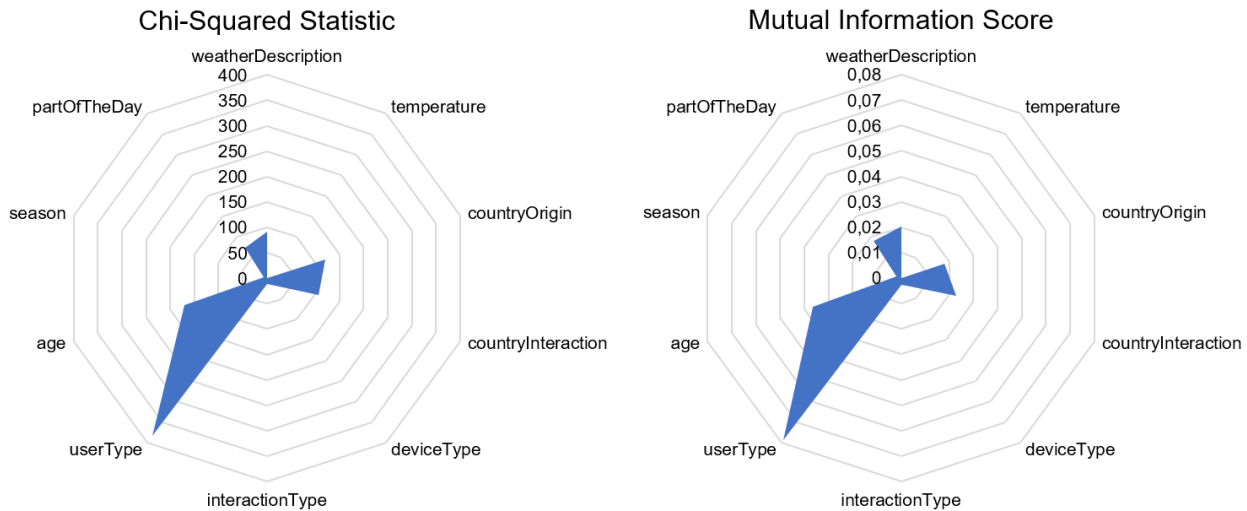 Chi-Squared Statistic
weatherDescription
400
350
300
250
200
150
100
50
0
temperature
countryOrigin
countryInteraction
deviceType
interactionType
userType
age
season
partOfTheDay
Mutual Information Score
weatherDescription
0,08
0,07
0,06
0,05
0,04
0,03
0,02
0,01
0
temperature
countryOrigin
countryInteraction
deviceType
interactionType
userType
age
season
partOfTheDay